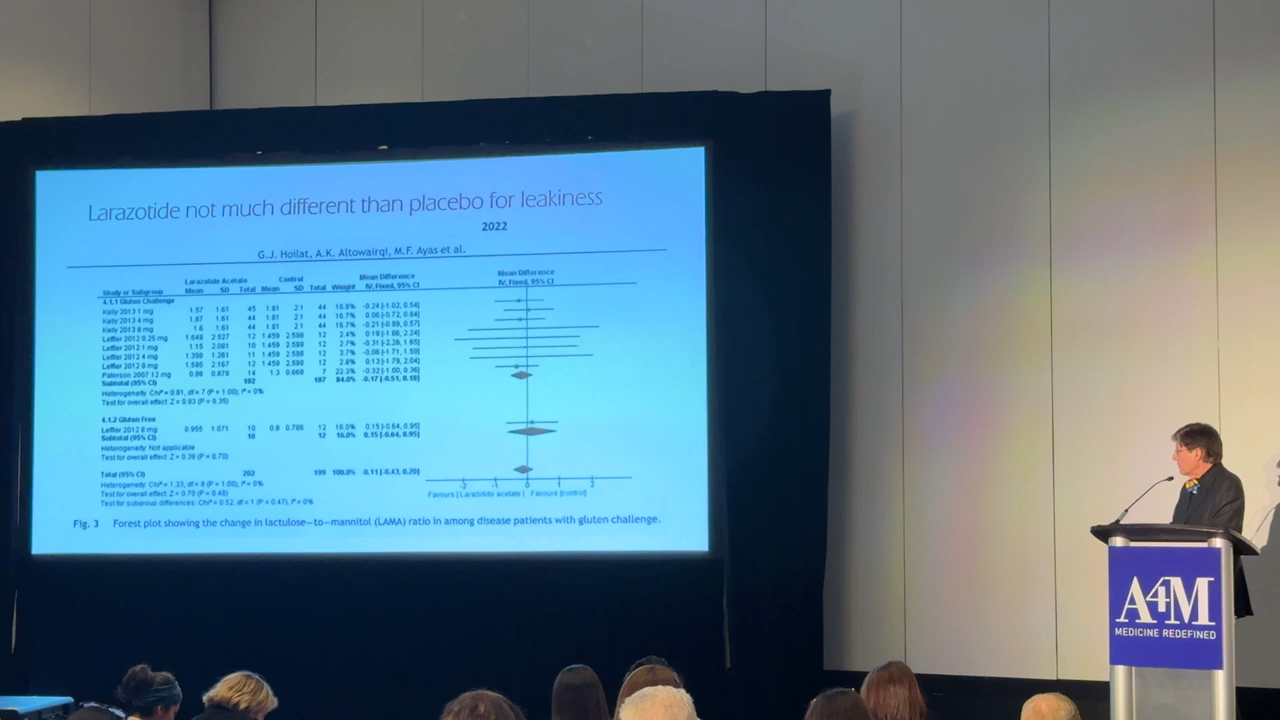 Larazotide not much different than placebo for leakiness
2022
G.J. Hoilat, A.K. Altowairqi, M.F. Ayas et al.
Larazotide Acetate Control Mean Difference Mean Difference
Study or Subgroup Mean SD Total Mean SD Total Weight IV, Fixed, 95% CI IV, Fixed, 95% CI
4.1.1 Gluten Challenge
Kelly 2013 1 mg 1.57 1.61 45 1.81 2.1 44 16.8% -0.24 [-1.02, 0.54]
Kelly 2013 4 mg 1.87 1.61 44 1.81 2.1 44 16.7% 0.06 [-0.72, 0.84]
Kelly 2013 8 mg 1.6 1.61 44 1.81 2.1 44 16.7% -0.21 [-0.99, 0.57]
Leffler 2012 0.25 mg 12 1.459 2.598 12 2.4%
Leffler 2012 1 mg 1.15 2.081 10 1.459 2.598 12 2.7% -0.31 [-2.26, 1.65]
Leffler 2012 4 mg 1.398 1.261 11 1.459 2.598 12 3.7% -0.06 [-1.71, 1.59]
Leffler 2012 8 mg 1.595 2.167 12 1.459 2.598 12 2.8%
Paterson 2007 12 mg 0.98 0.678 14 1.3 0.668 7 22.3% -0.32 [-1.00, 0.36]
Subtotal (95% CI) 192 187 84.0% -0.17 [-0.51, 0.18]
Heterogeneity: Chi² = 0.81, df = 7 (P = 1.00); I² = 0%
Test for overall effect: Z = 0.93 (P = 0.35)
4.1.2 Gluten Free
Leffler 2012 8 mg 0.955 1.071 10 0.8 0.786 12 16.0% 0.15 [-0.64, 0.95]
Subtotal (95% CI) 10 12 16.0% 0.15 [-0.64, 0.95]
Heterogeneity: Not applicable
Test for overall effect: Z = 0.38 (P = 0.70)
Total (95% CI) 202 199 100.0% -0.11 [-0.43, 0.20]
Heterogeneity: Chi² = 1.33, df = 8 (P = 1.00); I² = 0%
Test for overall effect: Z = 0.70 (P = 0.48)
Test for subgroup differences: Chi² = 0.52, df = 1 (P = 0.47), I² = 0%
-2 -1 0 1 2
Favours [Larazotide acetate] Favours [control]
Fig. 3 Forest plot showing the change in lactulose–to–mannitol (LAMA) ratio in among disease patients with gluten challenge.
A4M
MEDICINE REDEFINED